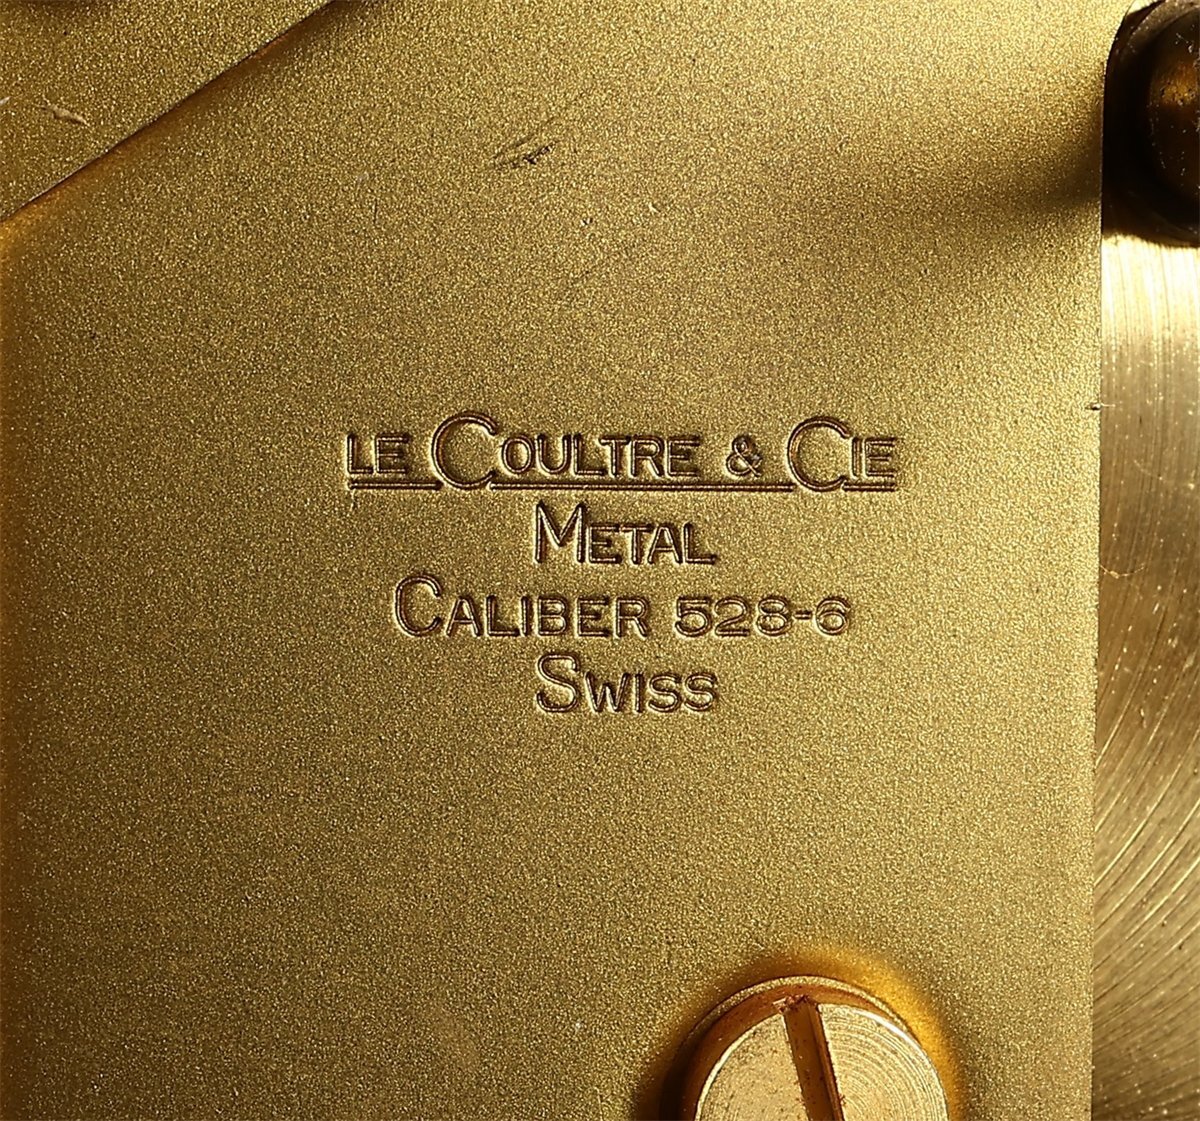 LE COULTRE & CIE
METAL
CALIBER 528-6
SWISS